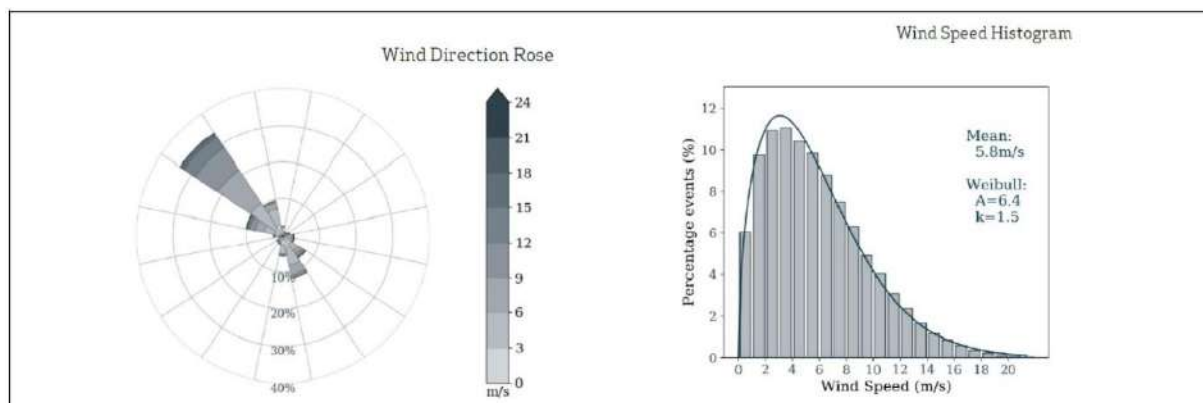 Wind Direction Rose
10%
20%
30%
40%
24
21
18
15
12
9
6
3
0
m/s
Wind Speed Histogram
Percentage events (%)
12
10
8
6
4
2
0
Mean:
5.8m/s
Weibull:
A=6.4
k=1.5
0 2 4 6 8 10 12 14 16 18 20
Wind Speed (m/s)